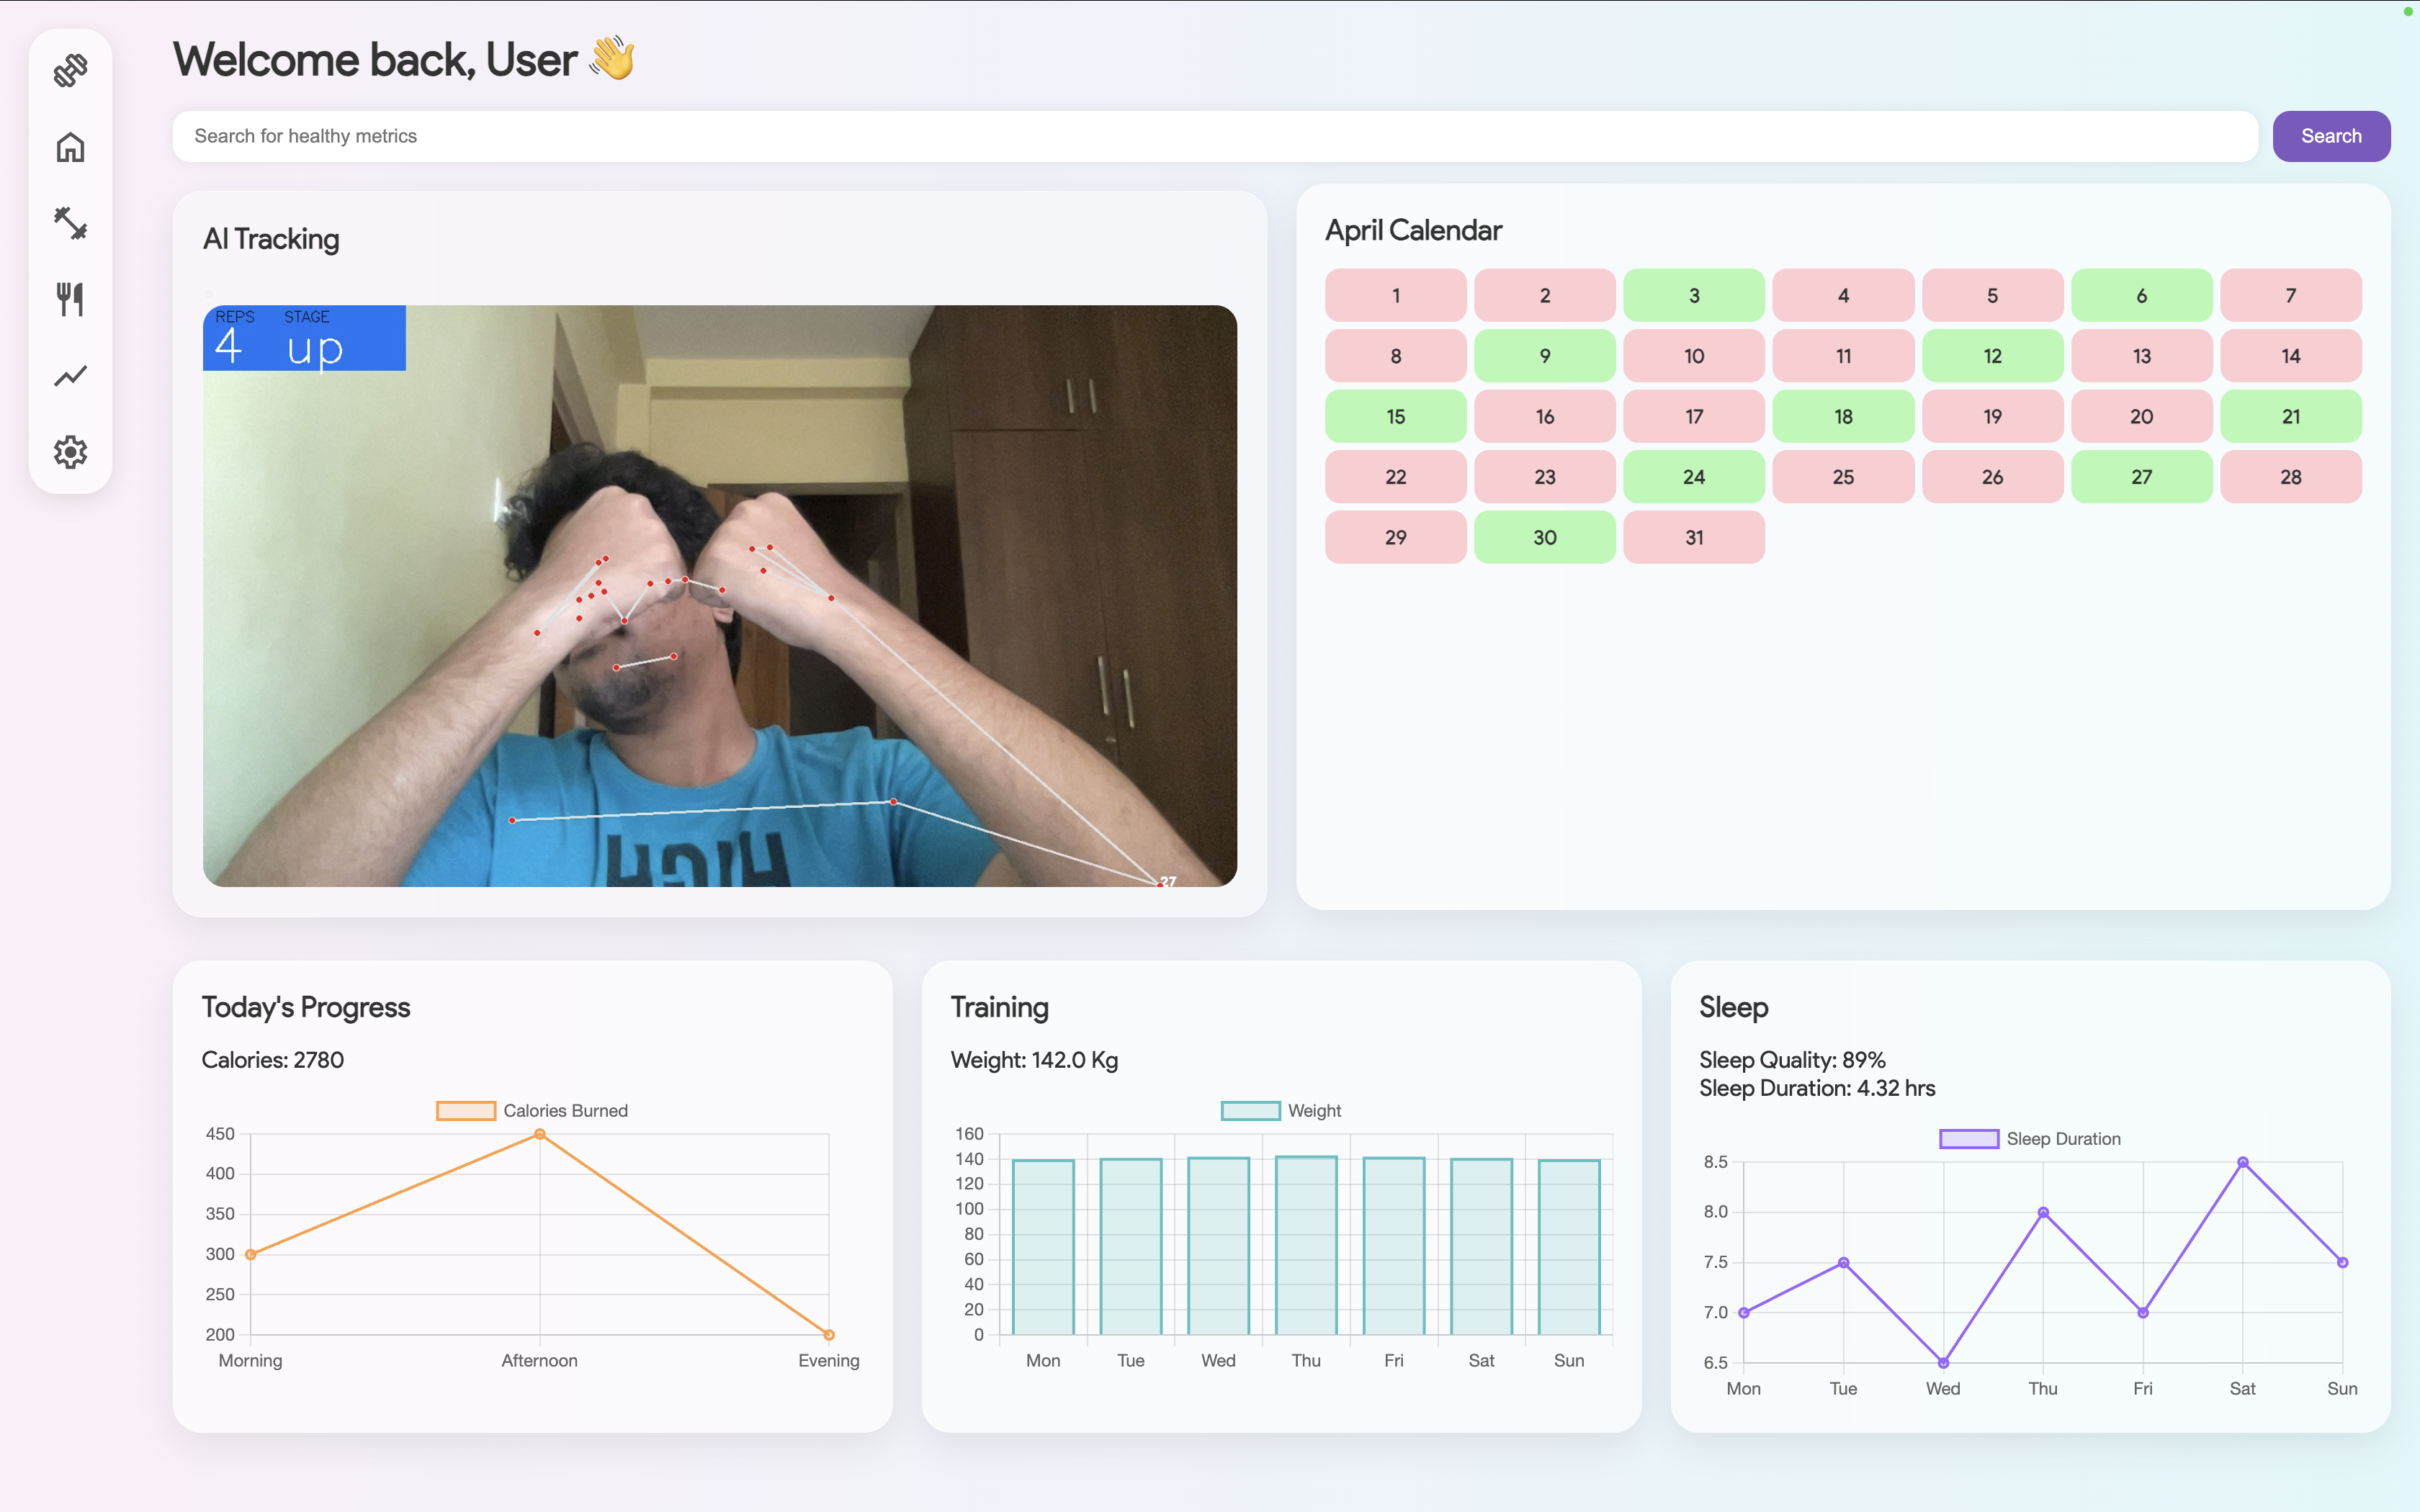 Welcome back, User 👋
Search for healthy metrics
Search
AI Tracking
REPS STAGE
4 up
27
April Calendar
1 2 3 4 5 6 7
8 9 10 11 12 13 14
15 16 17 18 19 20 21
22 23 24 25 26 27 28
29 30 31
Today's Progress
Calories: 2780
Calories Burned
450
400
350
300
250
200
Morning Afternoon Evening
Training
Weight: 142.0 Kg
Weight
160
140
120
100
80
60
40
20
0
Mon Tue Wed Thu Fri Sat Sun
Sleep
Sleep Quality: 89%
Sleep Duration: 4.32 hrs
Sleep Duration
8.5
8.0
7.5
7.0
6.5
Mon Tue Wed Thu Fri Sat Sun